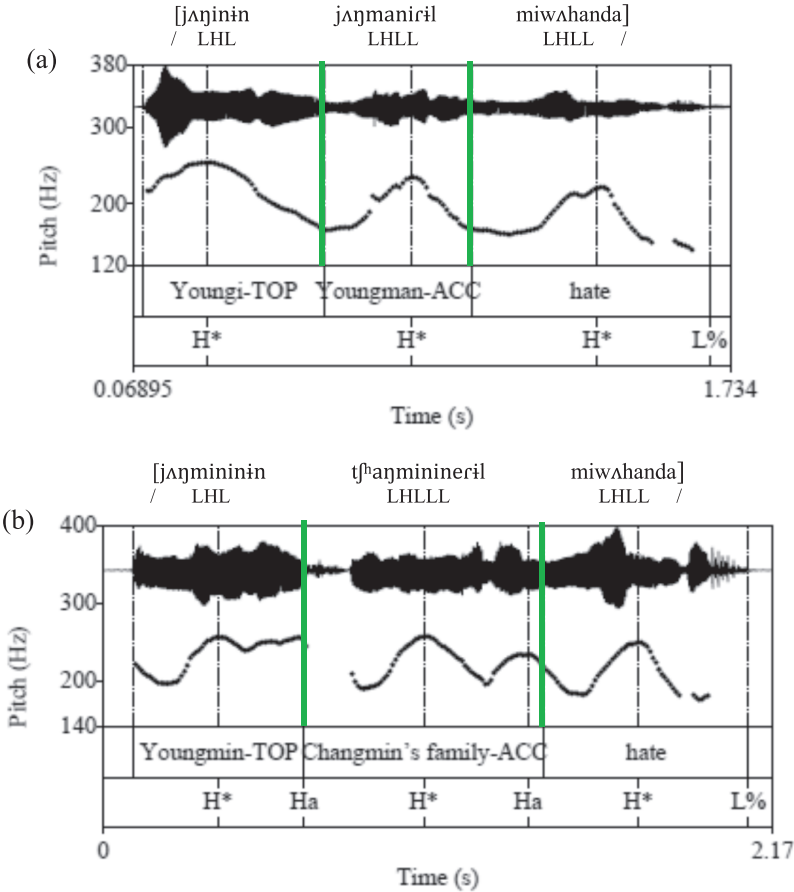 [jʌŋinɨn jʌŋmaniɾɨl miwʌhanda]
/ LHL LHLL LHLL /
(a)
380
300
200
120
Pitch (Hz)
Youngi-TOP Youngman-ACC hate
H* H* H* L%
0.06895 1.734
Time (s)
[jʌŋmininɨn tʃʰaŋminineɾɨl miwʌhanda]
/ LHL LHLLL LHLL /
(b)
400
300
200
140
Pitch (Hz)
Youngmin-TOP Changmin's family-ACC hate
H* Ha H* Ha H* L%
0 2.17
Time (s)